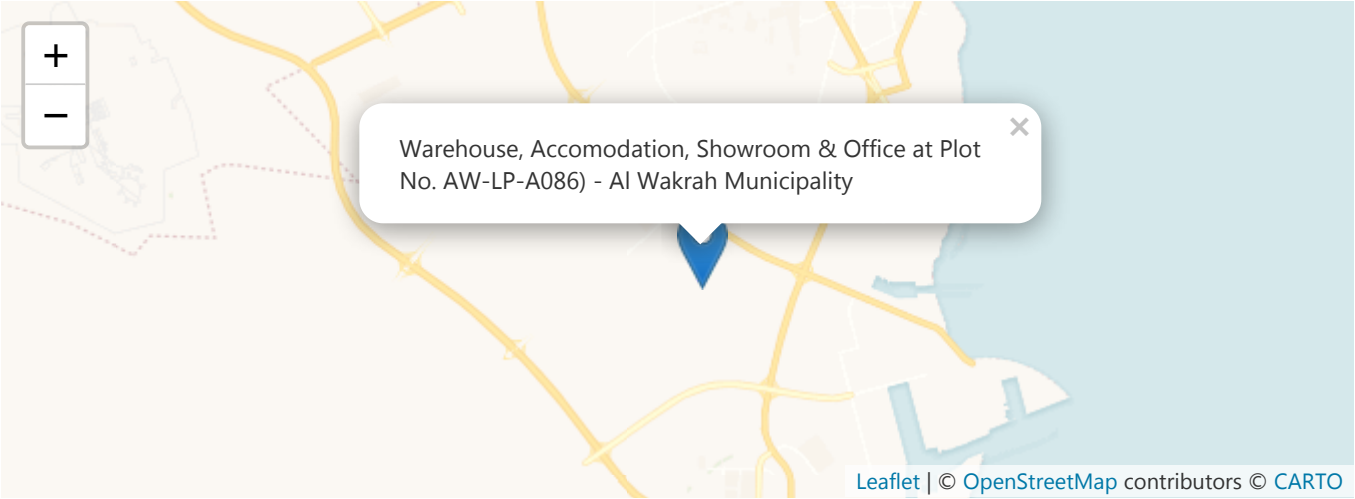 +
−
Warehouse, Accomodation, Showroom & Office at Plot
No. AW-LP-A086) - Al Wakrah Municipality
×
Leaflet | © OpenStreetMap contributors © CARTO